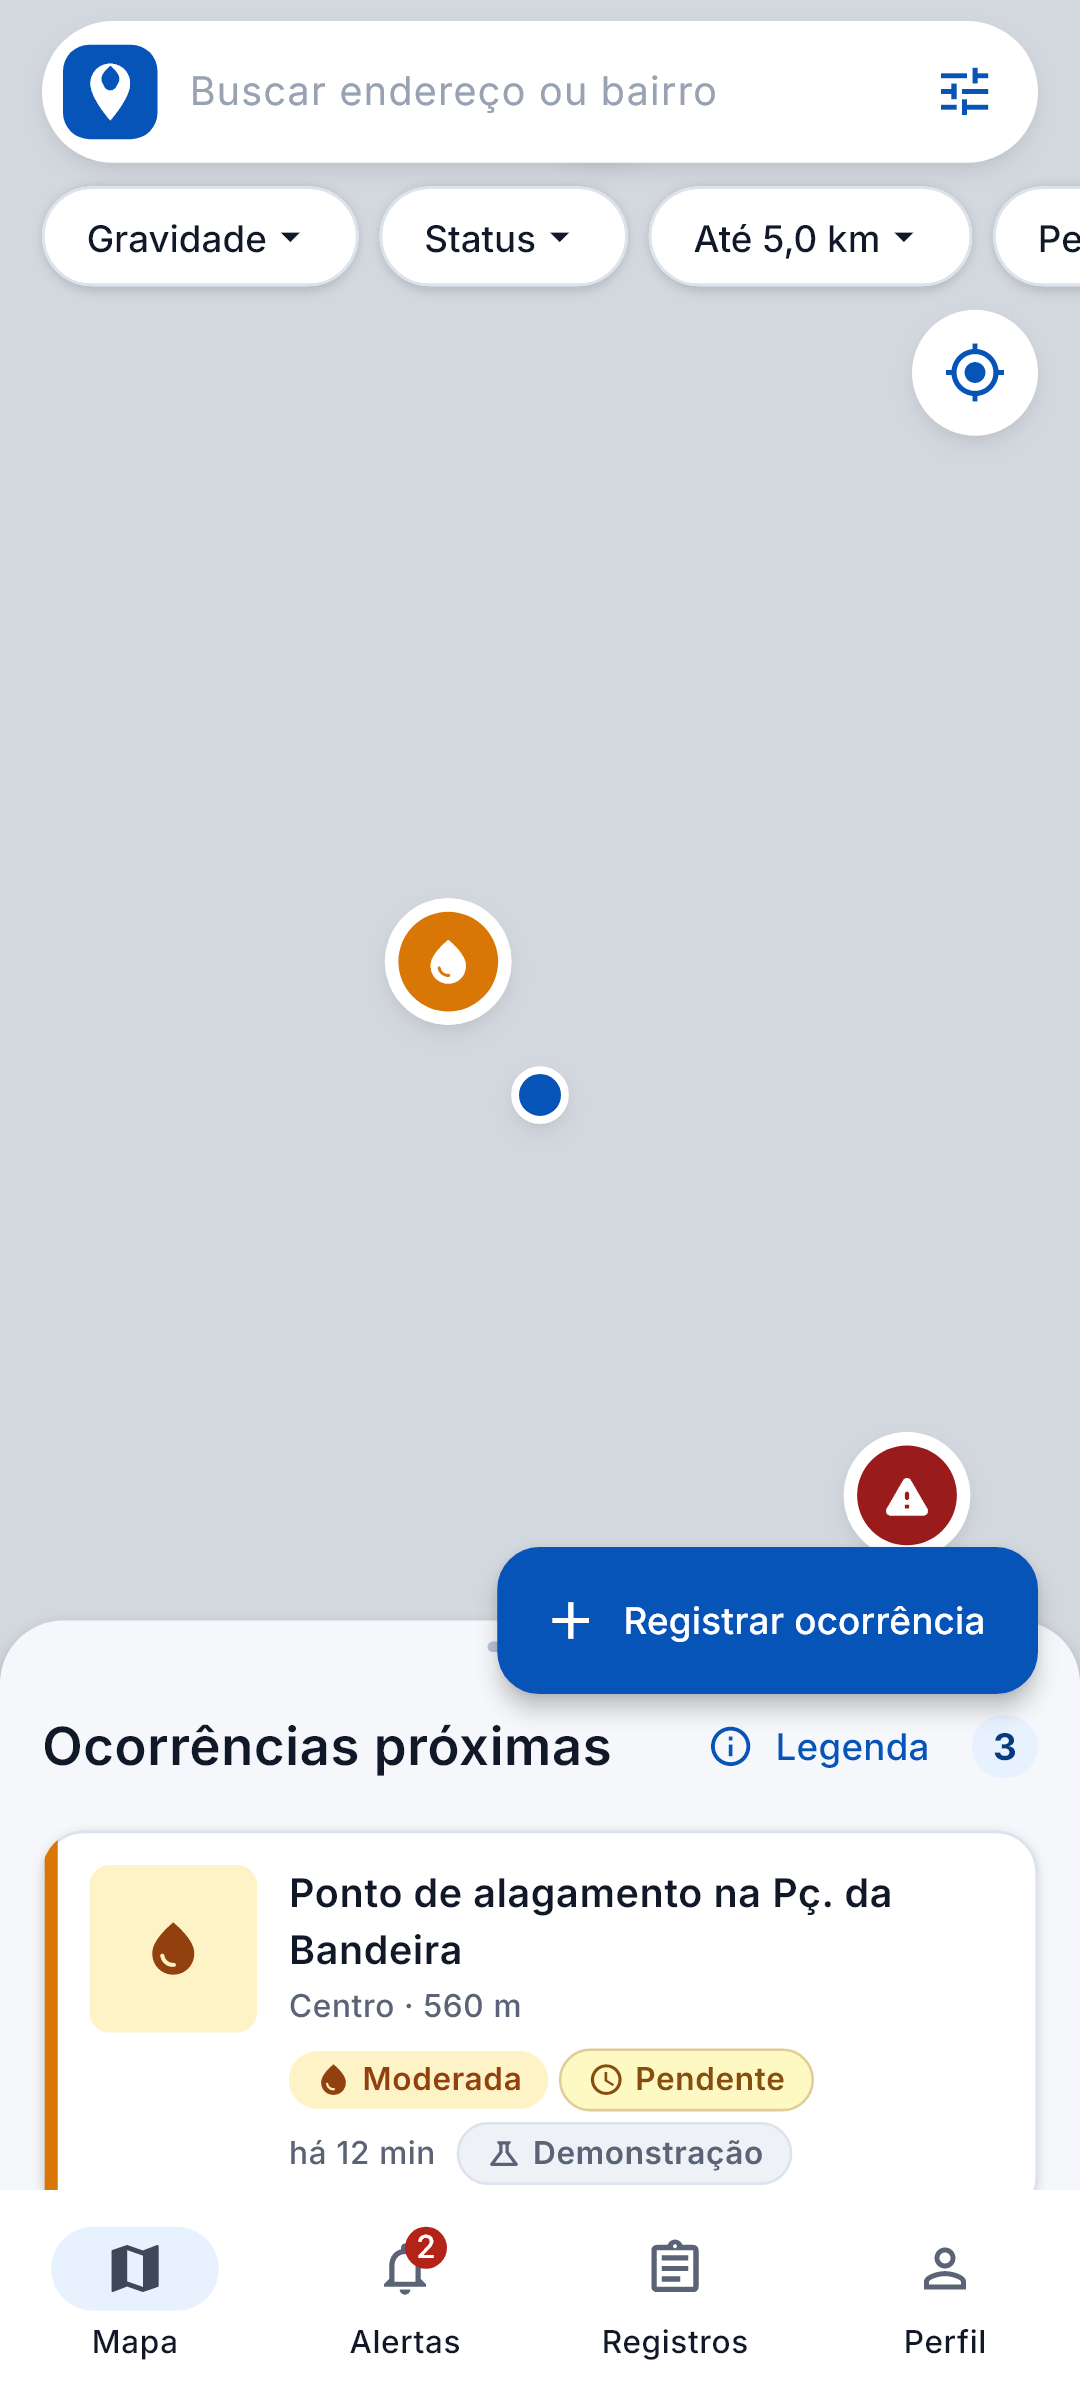 Buscar endereço ou bairro
Gravidade
Status
Até 5,0 km
Pe
Registrar ocorrência
Ocorrências próximas
Legenda
3
Ponto de alagamento na Pç. da
Bandeira
Centro · 560 m
Moderada
Pendente
há 12 min
Demonstração
2
Mapa
Alertas
Registros
Perfil